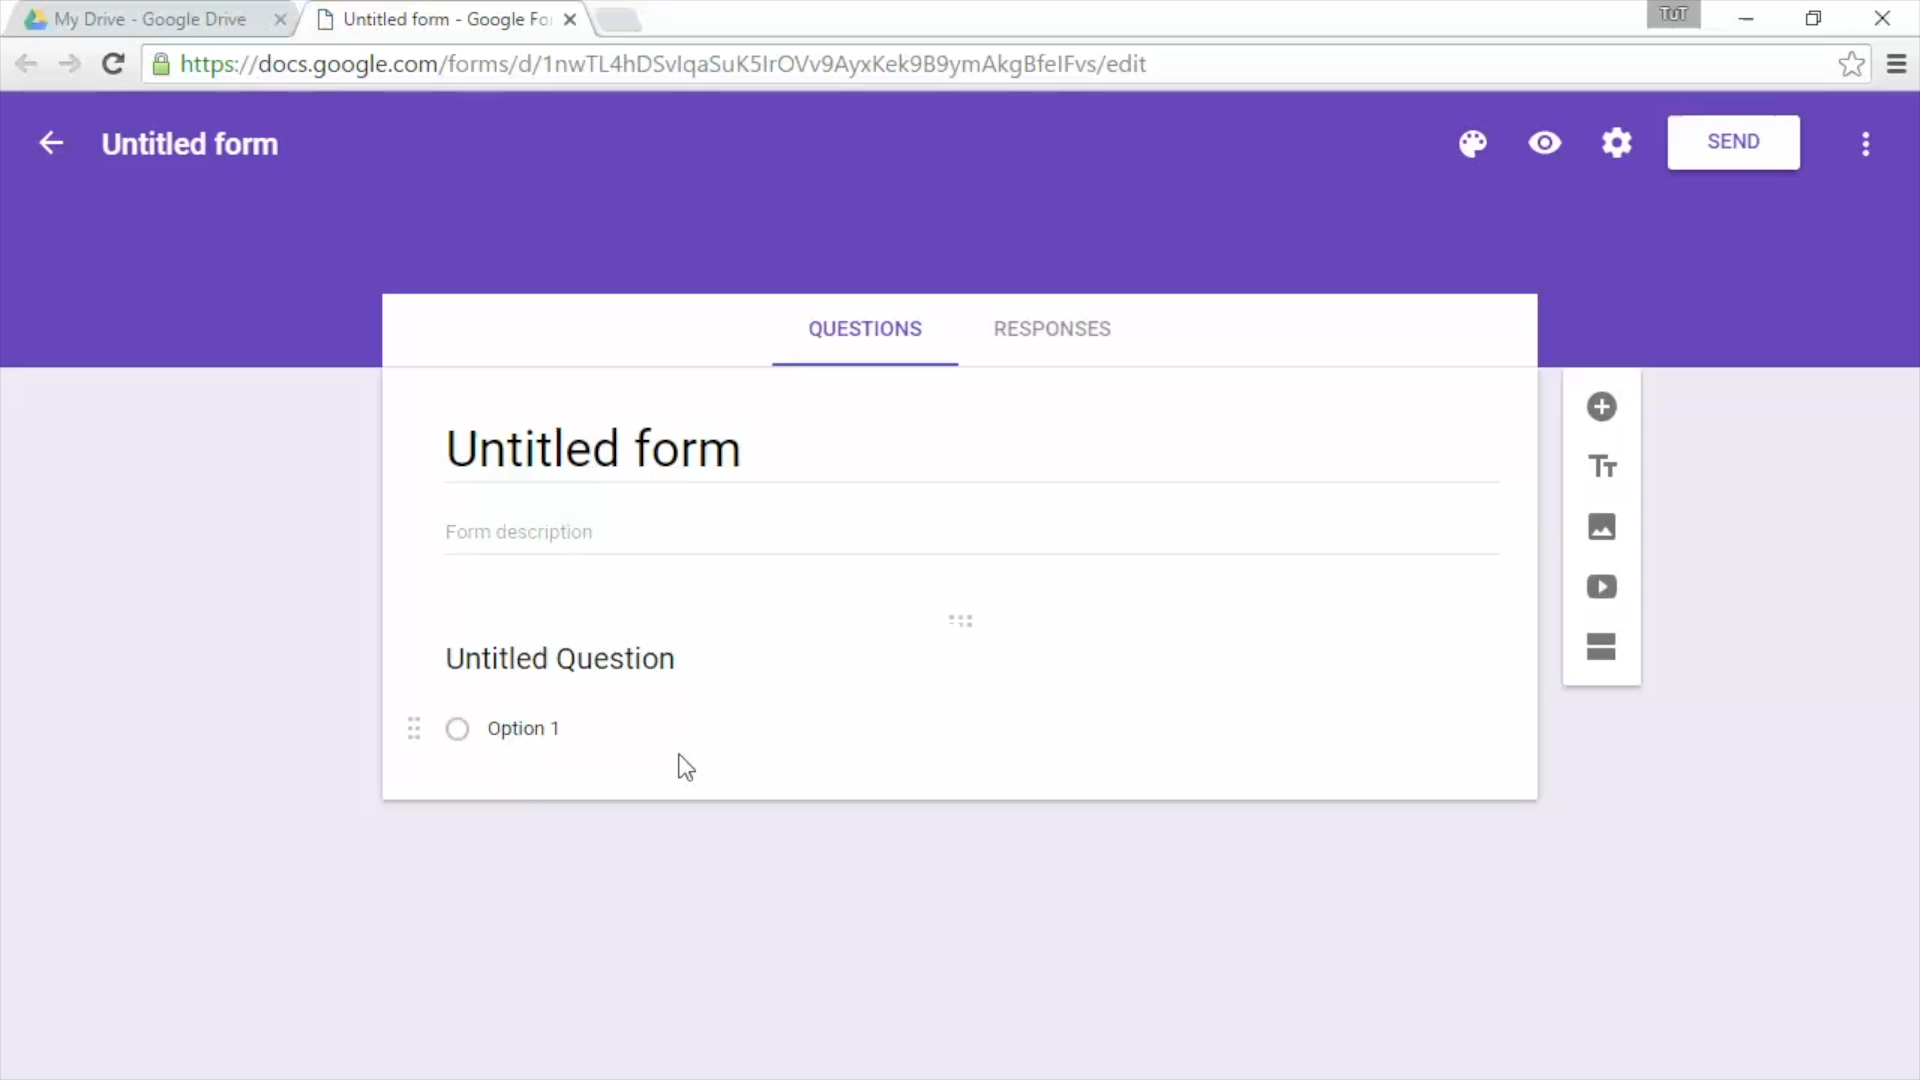 My Drive - Google Drive
Untitled form - Google Fo
TuT
https://docs.google.com/forms/d/1nwTL4hDSvIqaSuK5IrOVv9AyxKek9B9ymAkgBfeIFvs/edit
Untitled form
SEND
QUESTIONS RESPONSES
Untitled form
Form description
Untitled Question
Option 1